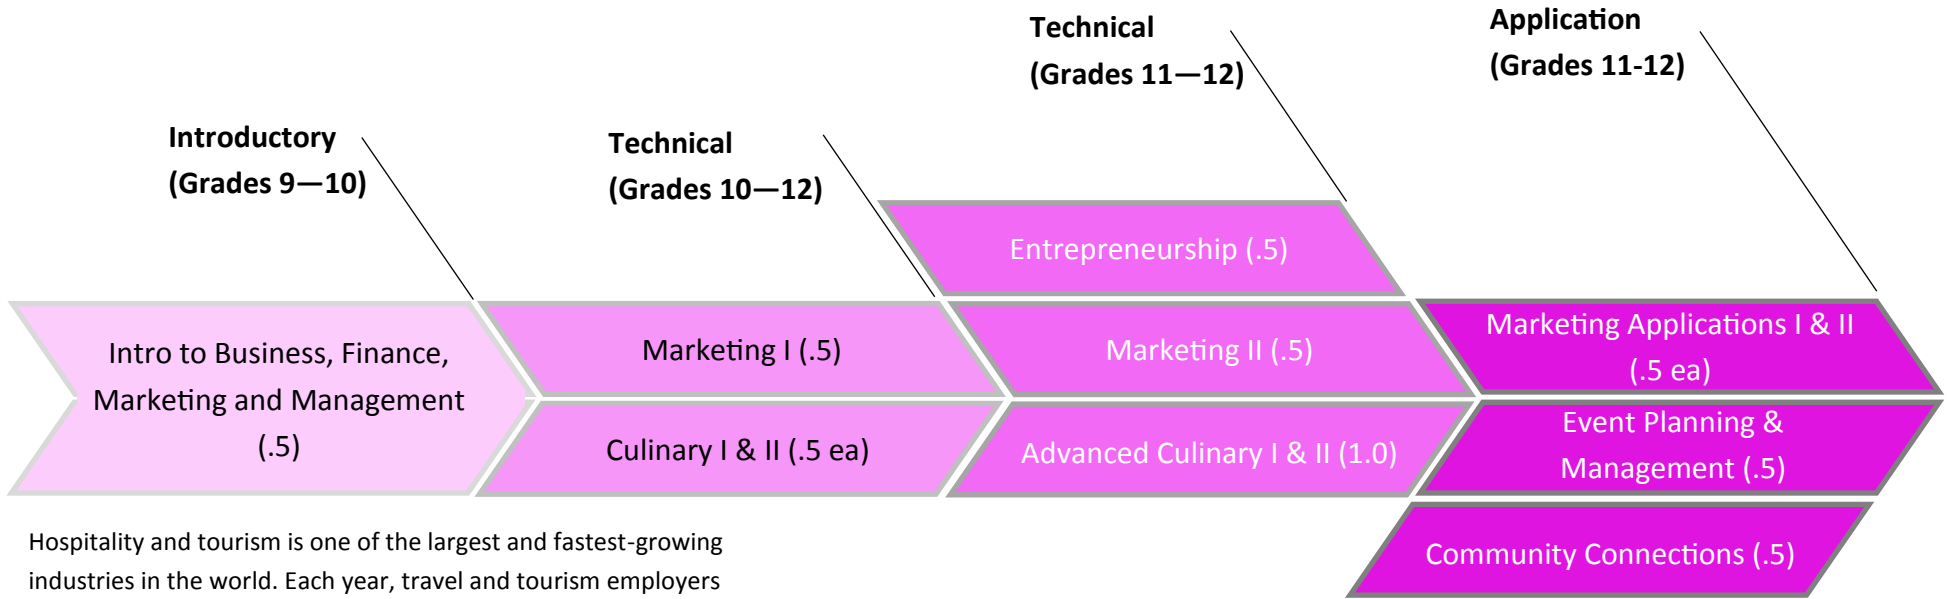 Introductory
(Grades 9—10)
Technical
(Grades 10—12)
Technical
(Grades 11—12)
Application
(Grades 11-12)
Intro to Business, Finance,
Marketing and Management
(.5)
Marketing I (.5)
Culinary I & II (.5 ea)
Entrepreneurship (.5)
Marketing II (.5)
Advanced Culinary I & II (1.0)
Marketing Applications I & II
(.5 ea)
Event Planning &
Management (.5)
Community Connections (.5)
Hospitality and tourism is one of the largest and fastest-growing
industries in the world. Each year, travel and tourism employers